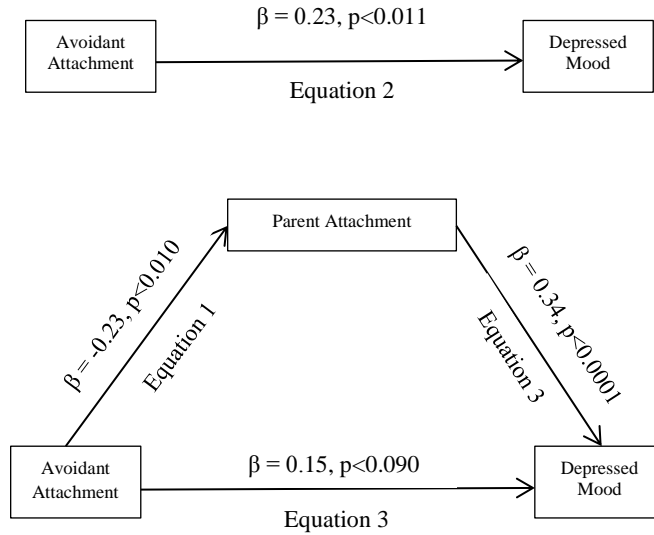 β = 0.23, p<0.011
Avoidant
Attachment
Depressed
Mood
Equation 2
Parent Attachment
β = -0.23, p<0.010
Equation 1
β = 0.34, p<0.0001
Equation 3
Avoidant
Attachment
β = 0.15, p<0.090
Depressed
Mood
Equation 3